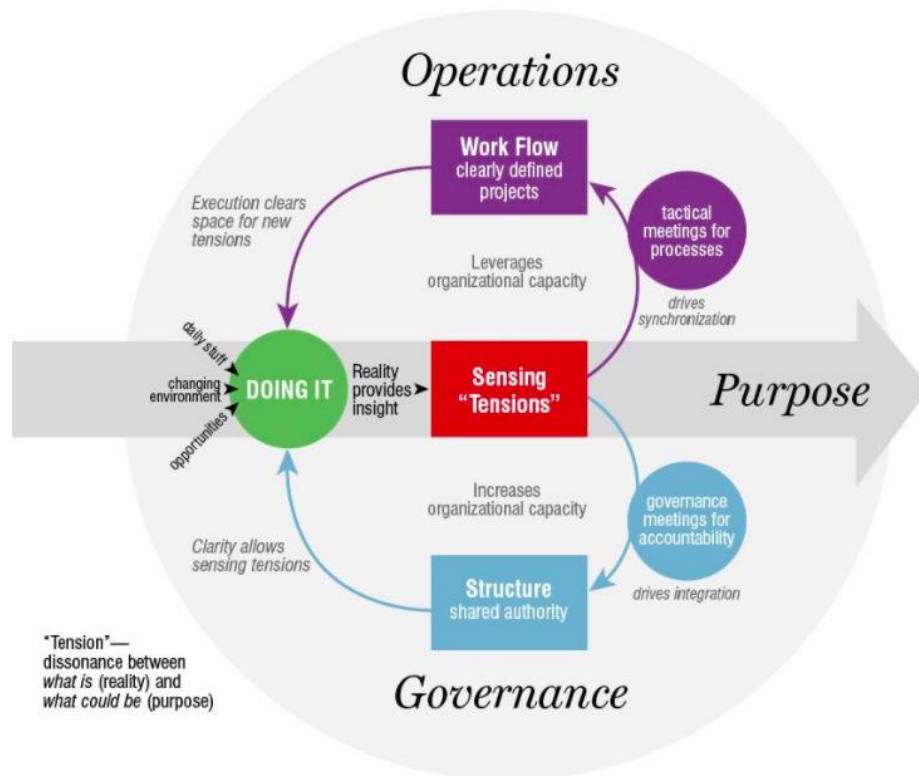 Operations
Work Flow
clearly defined
projects
Execution clears
space for new
tensions
tactical
meetings for
processes
Leverages
organizational capacity
drives
synchronization
daily stuff
changing
environment
opportunities
DOING IT
Reality
provides
insight
Sensing
“Tensions”
Purpose
Increases
organizational capacity
governance
meetings for
accountability
Clarity allows
sensing tensions
Structure
shared authority
drives integration
“Tension”—
dissonance between
what is (reality) and
what could be (purpose)
Governance